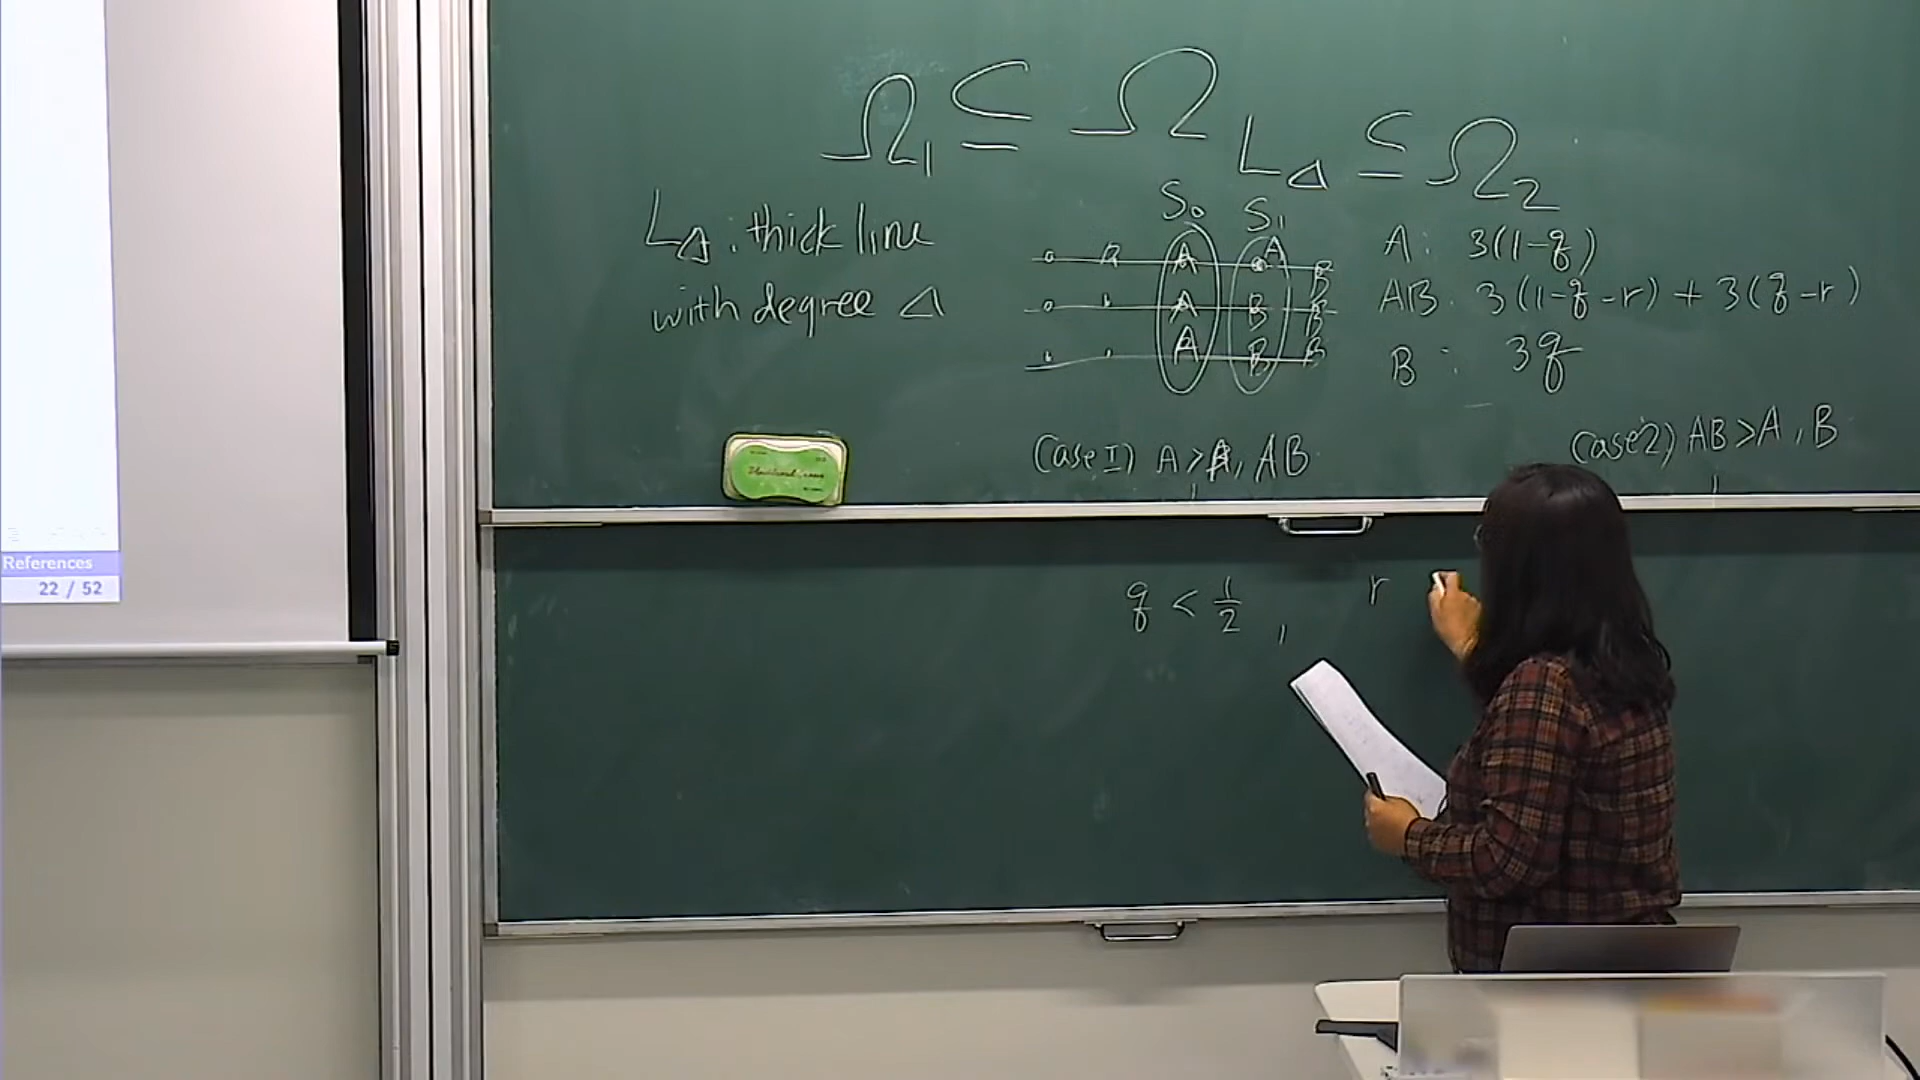 Ω₁ ⊆ Ω_{L_Δ} ⊆ Ω₂
L_Δ : thick line
with degree Δ
S₀ S₁
A A B
A B B
A B B
A : 3(1-q)
AB : 3(1-q-r) + 3(q-r)
B : 3q
(case I) A > B, AB
(case 2) AB > A, B
q < 1/2 , r
References
22 / 52